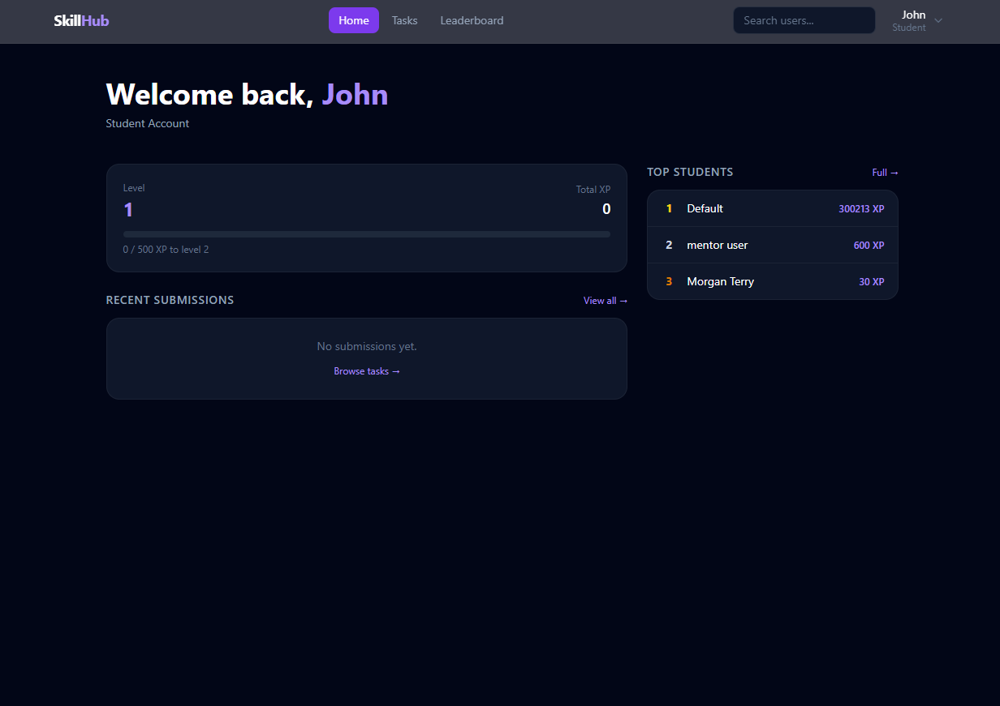 SkillHub
Home Tasks Leaderboard
Search users...
John
Student
Welcome back, John
Student Account
Level
1
Total XP
0
0 / 500 XP to level 2
RECENT SUBMISSIONS
View all →
No submissions yet.
Browse tasks →
TOP STUDENTS
Full →
1 Default 300213 XP
2 mentor user 600 XP
3 Morgan Terry 30 XP